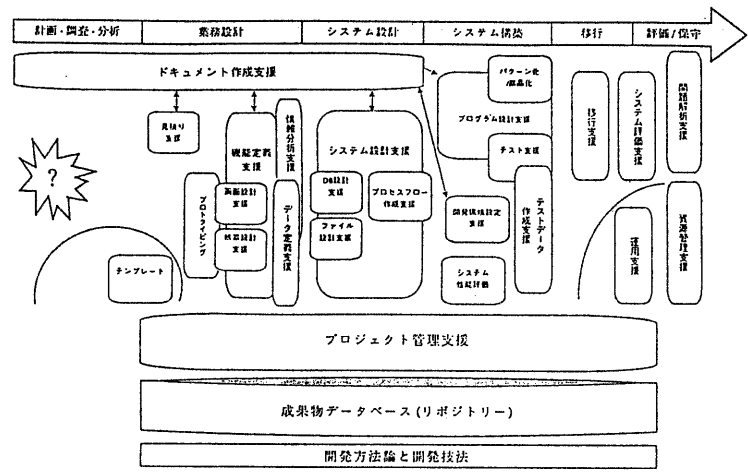 計画・調査・分析
業務設計
システム設計
システム構築
移行
評価/保守
ドキュメント作成支援
見積り
支援
機能定義
支援
情報分析支援
プロトタイピング
画面設計
支援
帳票設計
支援
データ定義支援
?
テンプレート
システム設計支援
DB設計
支援
プロセスフロー
作成支援
ファイル
設計支援
パターン化
/部品化
プログラム設計支援
テスト支援
開発環境設定
支援
テストデータ
作成支援
システム
性能評価
移行支援
システム評価支援
問題解析支援
運用支援
資源管理支援
プロジェクト管理支援
成果物データベース(リポジトリー)
開発方法論と開発技法